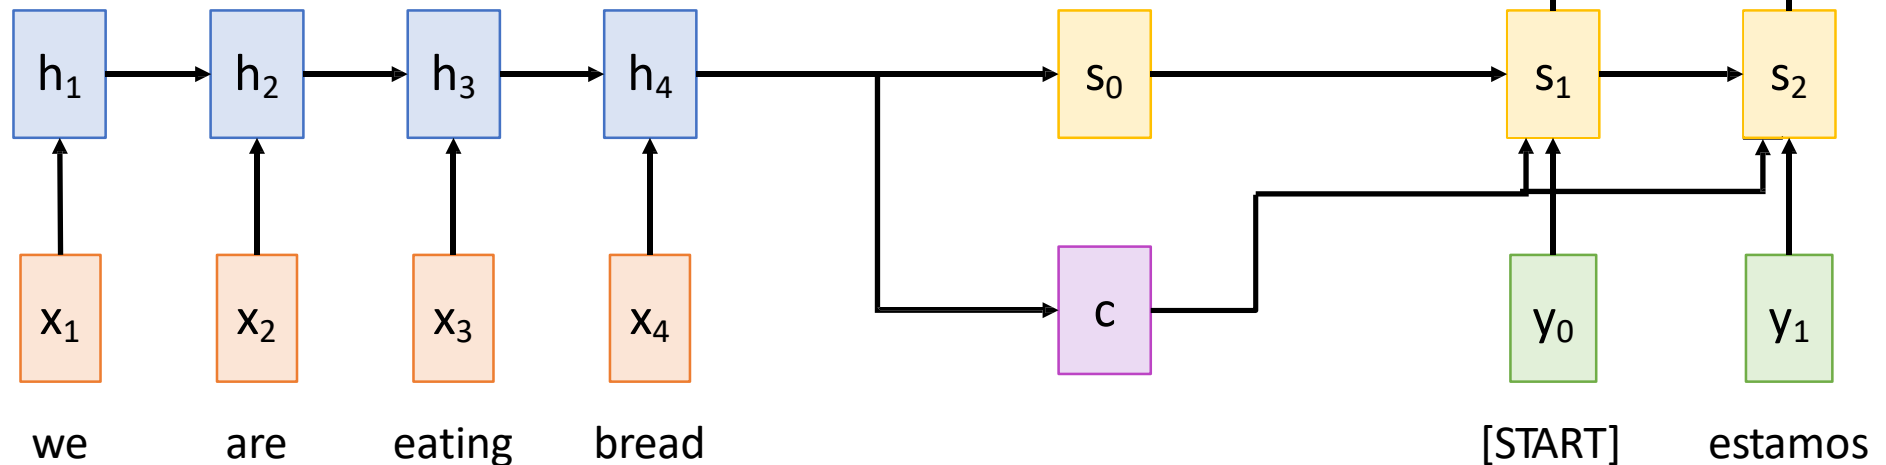 h₁ h₂ h₃ h₄ s₀ s₁ s₂
x₁ x₂ x₃ x₄ c y₀ y₁
we are eating bread [START] estamos